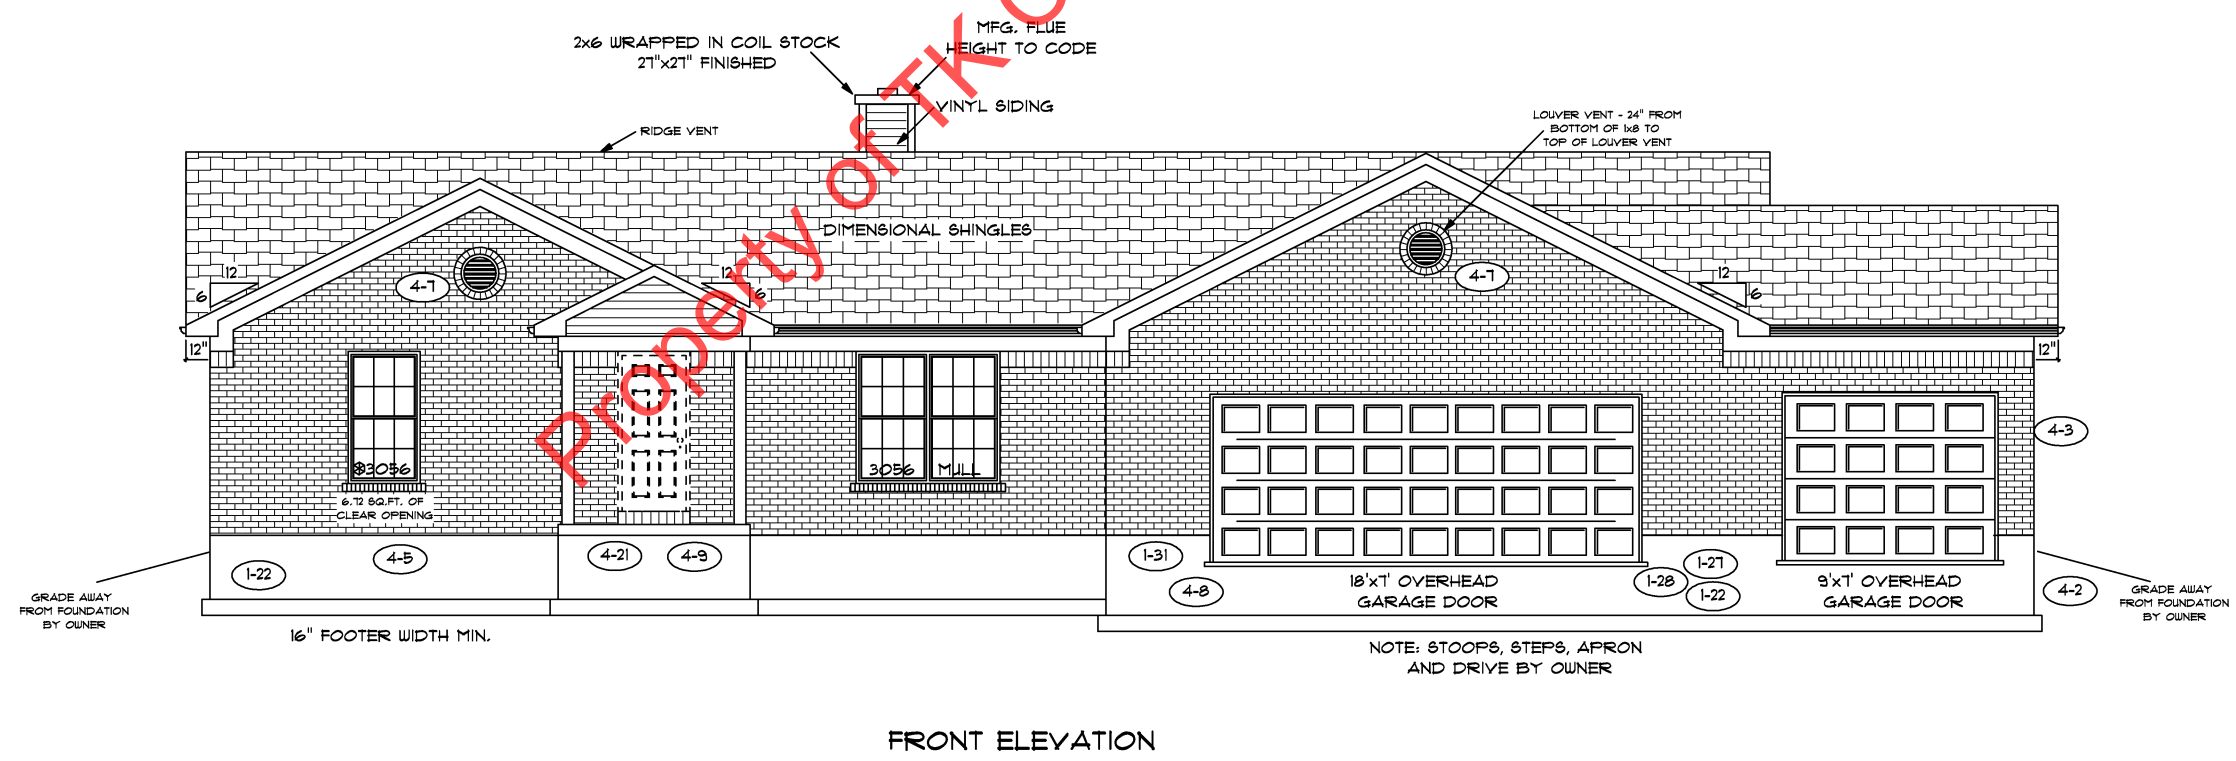 MFG. FLUE
HEIGHT TO CODE
2x6 WRAPPED IN COIL STOCK
27"x27" FINISHED
VINYL SIDING
RIDGE VENT
LOUVER VENT - 24" FROM
BOTTOM OF 1x8 TO
TOP OF LOUVER VENT
Property of TK C
DIMENSIONAL SHINGLES
12
6
4-7
12
6
4-7
12
6
12"
12"
4-3
*3056
3056 MULL
6.72 SQ.FT. OF
CLEAR OPENING
4-5
4-21
4-9
1-31
1-27
1-22
4-8
18'x7' OVERHEAD
GARAGE DOOR
1-28
1-22
9'x7' OVERHEAD
GARAGE DOOR
4-2
GRADE AWAY
FROM FOUNDATION
BY OWNER
GRADE AWAY
FROM FOUNDATION
BY OWNER
16" FOOTER WIDTH MIN.
NOTE: STOOPS, STEPS, APRON
AND DRIVE BY OWNER
FRONT ELEVATION